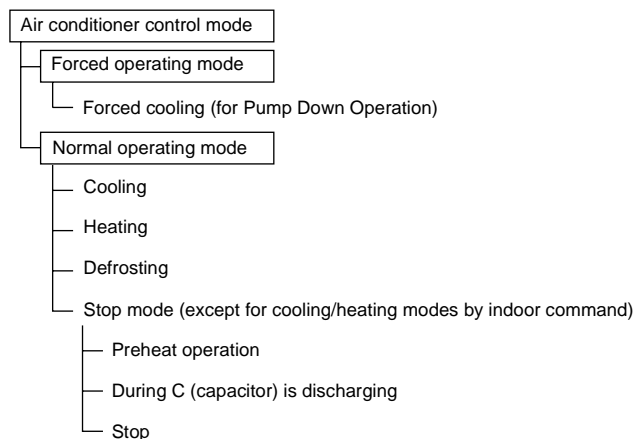 Air conditioner control mode
Forced operating mode
Forced cooling (for Pump Down Operation)
Normal operating mode
Cooling
Heating
Defrosting
Stop mode (except for cooling/heating modes by indoor command)
Preheat operation
During C (capacitor) is discharging
Stop